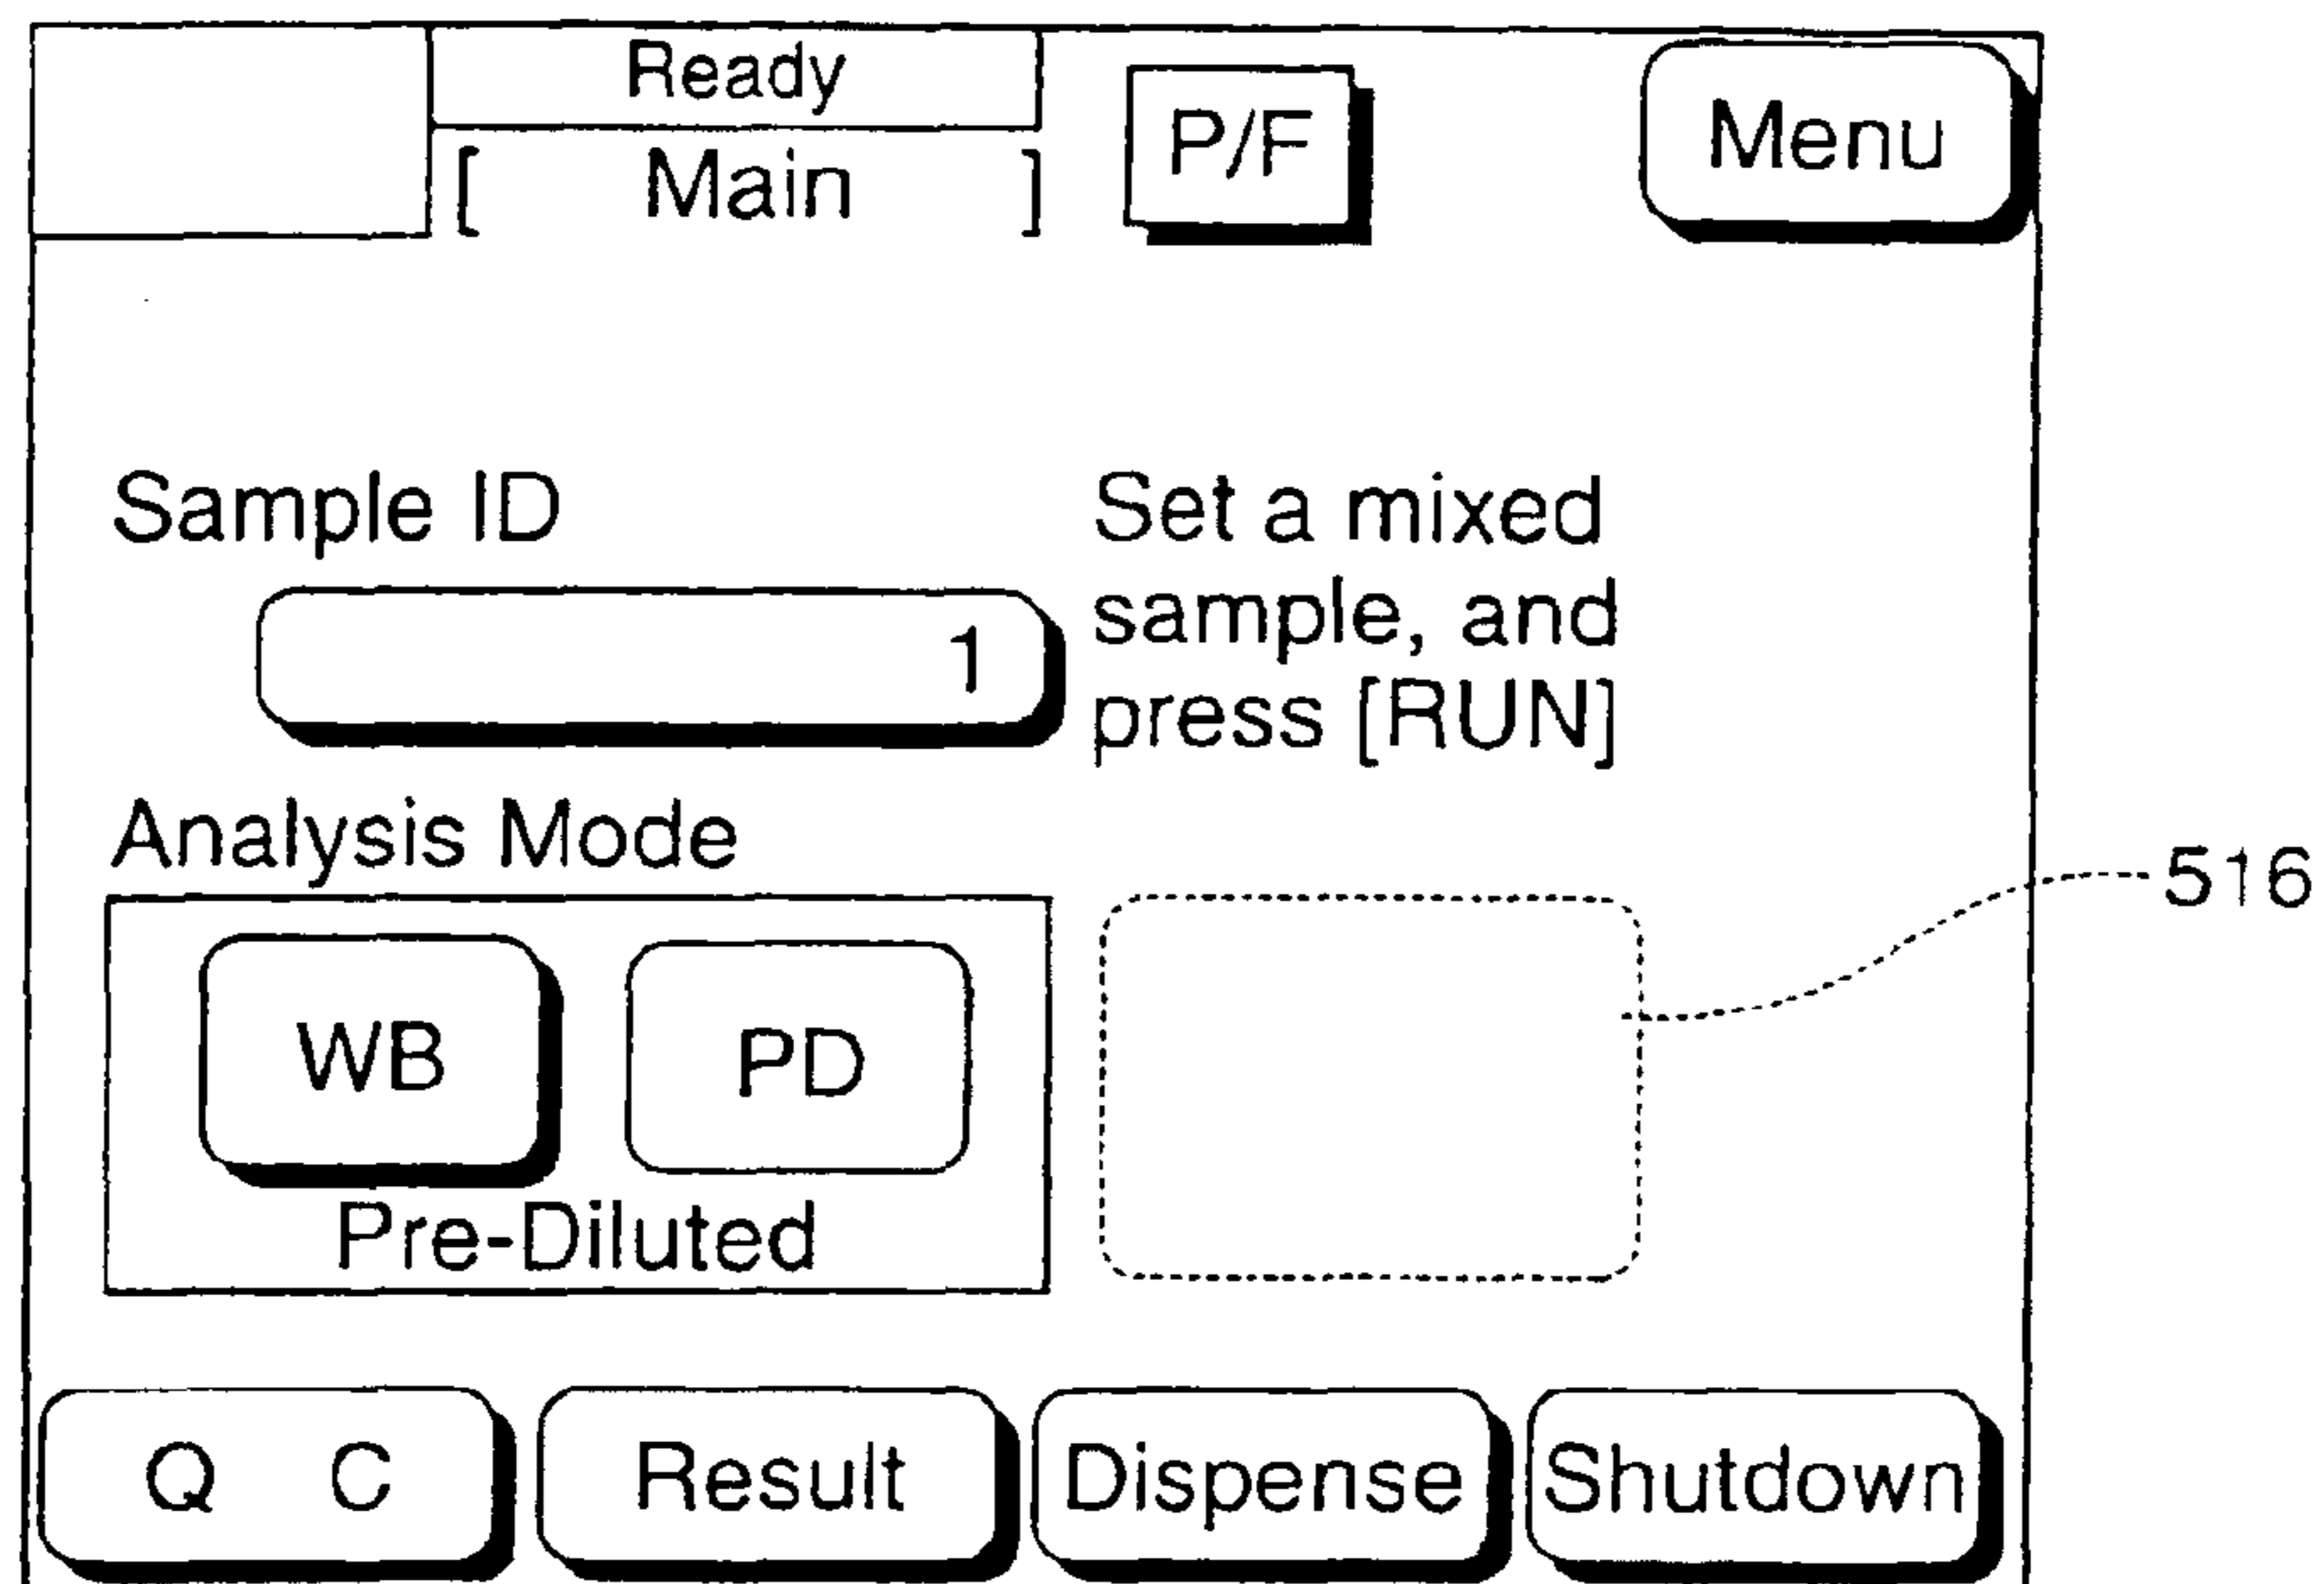 Ready
[ Main ]
P/F
Menu
Sample ID
1
Set a mixed
sample, and
press [RUN]
Analysis Mode
WB
PD
Pre-Diluted
516
Q C
Result
Dispense
Shutdown